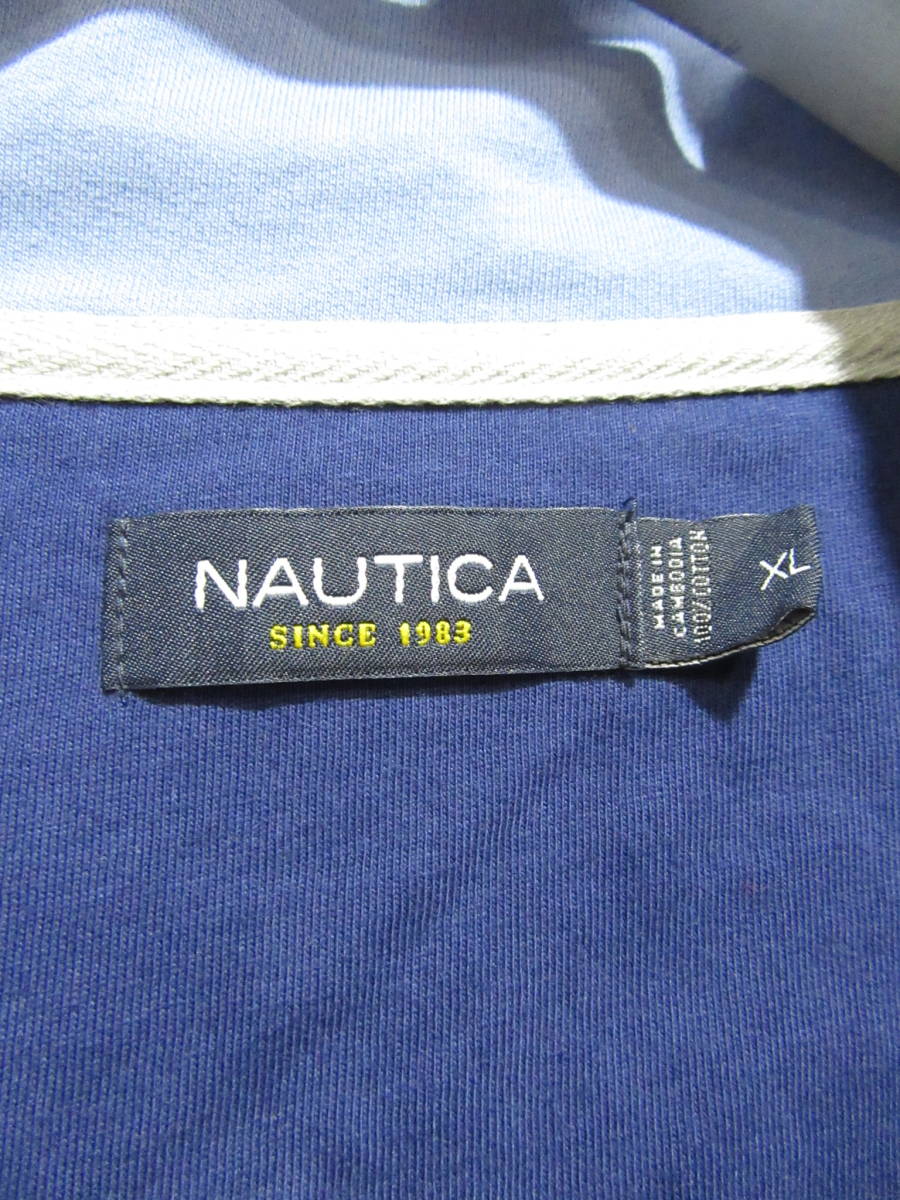 NAUTICA
SINCE 1983
MADE IN
CAMBODIA
100%COTTON
XL